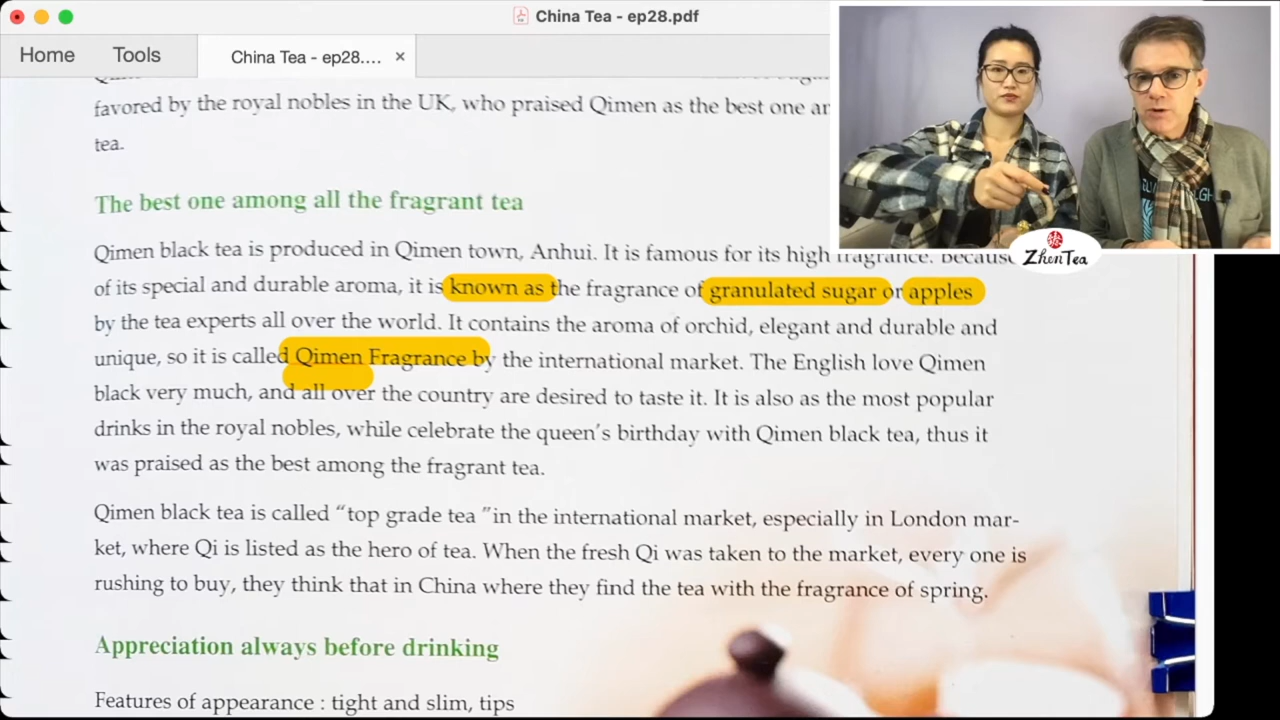 China Tea - ep28.pdf
Home Tools China Tea - ep28.... ×
favored by the royal nobles in the UK, who praised Qimen as the best one
tea.
The best one among all the fragrant tea
Qimen black tea is produced in Qimen town, Anhui. It is famous for its high fragrance. Because
of its special and durable aroma, it is known as the fragrance of granulated sugar or apples
by the tea experts all over the world. It contains the aroma of orchid, elegant and durable and
unique, so it is called Qimen Fragrance by the international market. The English love Qimen
black very much, and all over the country are desired to taste it. It is also as the most popular
drinks in the royal nobles, while celebrate the queen's birthday with Qimen black tea, thus it
was praised as the best among the fragrant tea.
Qimen black tea is called “top grade tea ”in the international market, especially in London mar-
ket, where Qi is listed as the hero of tea. When the fresh Qi was taken to the market, every one is
rushing to buy, they think that in China where they find the tea with the fragrance of spring.
Appreciation always before drinking
Features of appearance : tight and slim, tips
ZhenTea